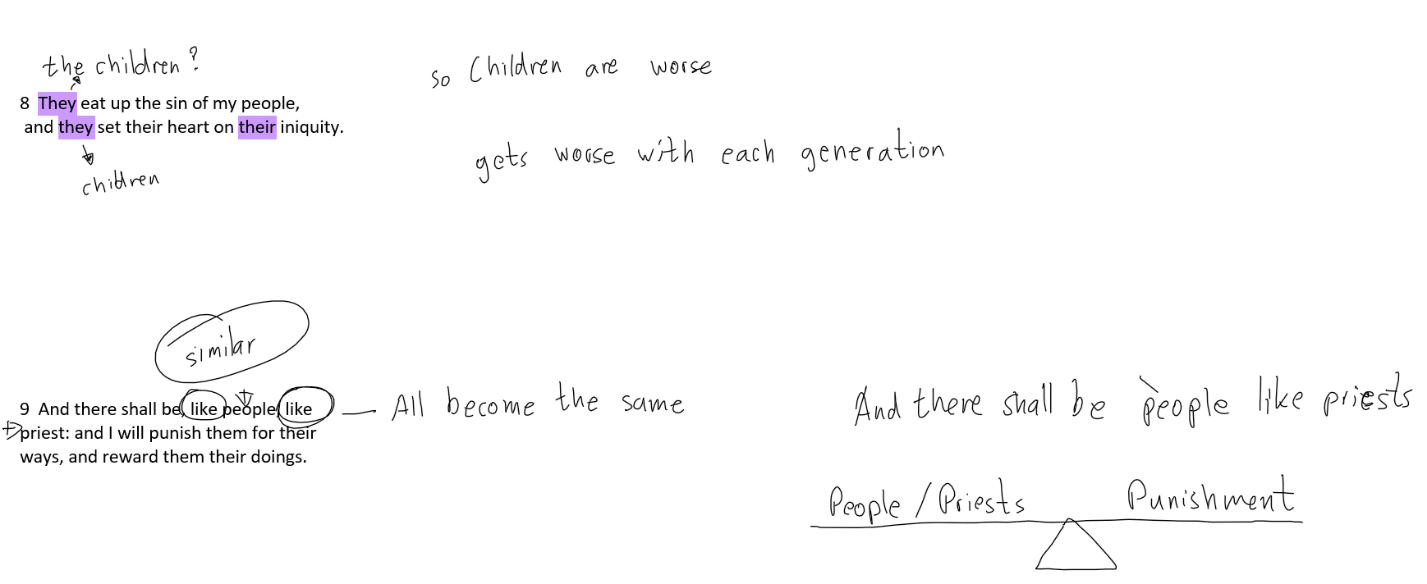 the children?
so Children are worse
8 They eat up the sin of my people,
and they set their heart on their iniquity.
children
gets worse with each generation
similar
9 And there shall be, like people, like
priest: and I will punish them for their
ways, and reward them their doings.
All become the same
And there shall be people like priests
People / Priests
Punishment